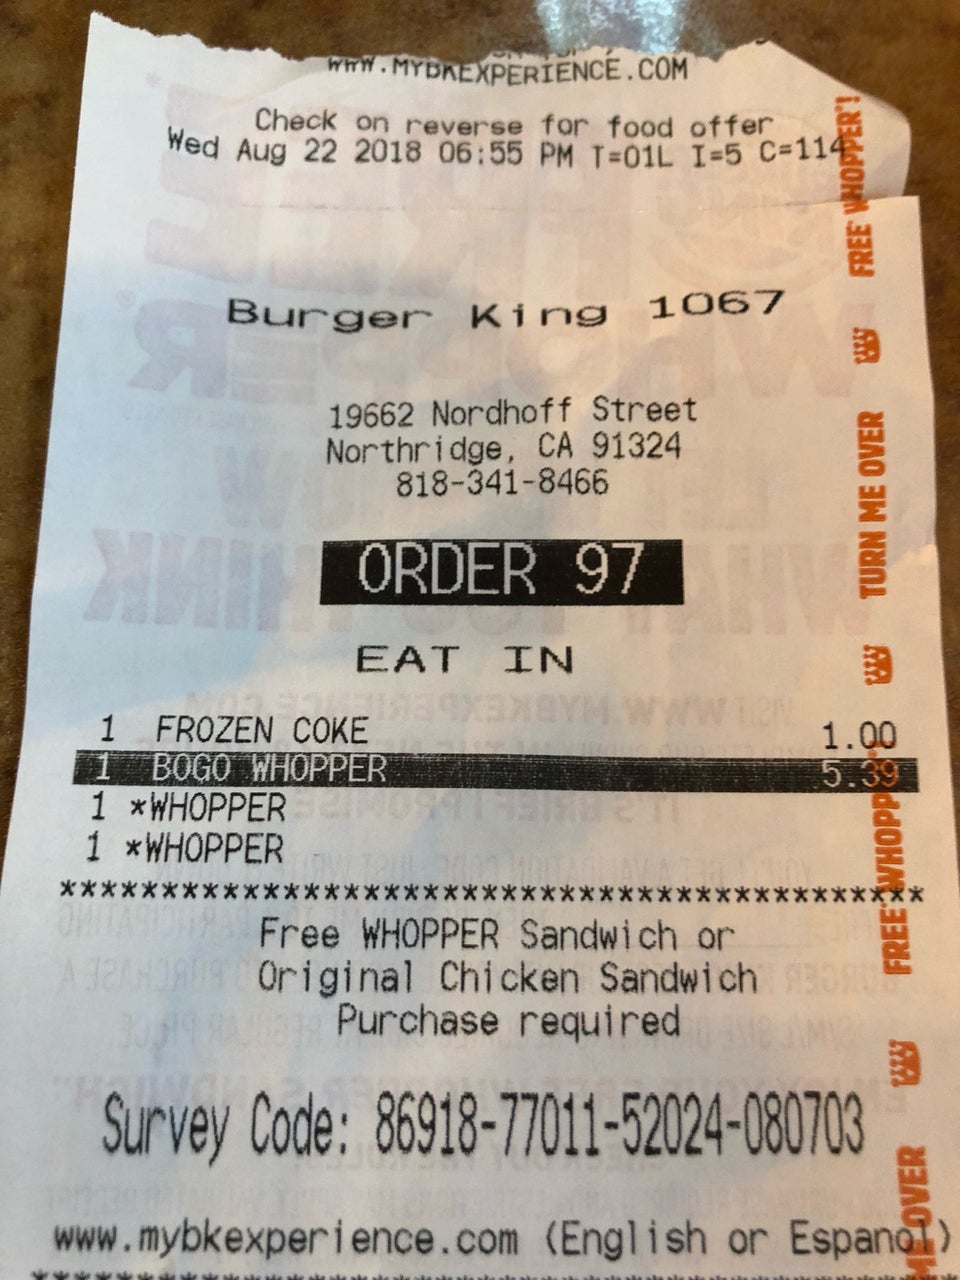 WWW.MYBKEXPERIENCE.COM
Check on reverse for food offer
Wed Aug 22 2018 06:55 PM T=01L I=5 C=114
Burger King 1067
19662 Nordhoff Street
Northridge, CA 91324
818-341-8466
ORDER 97
EAT IN
1 FROZEN COKE 1.00
1 BOGO WHOPPER 5.39
1 *WHOPPER
1 *WHOPPER
********************************************
Free WHOPPER Sandwich or
Original Chicken Sandwich
Purchase required
Survey Code: 86918-77011-52024-080703
www.mybkexperience.com (English or Espanol)
FREE WHOPPER®!
TURN ME OVER
FREE WHOPPER®!
ME OVER